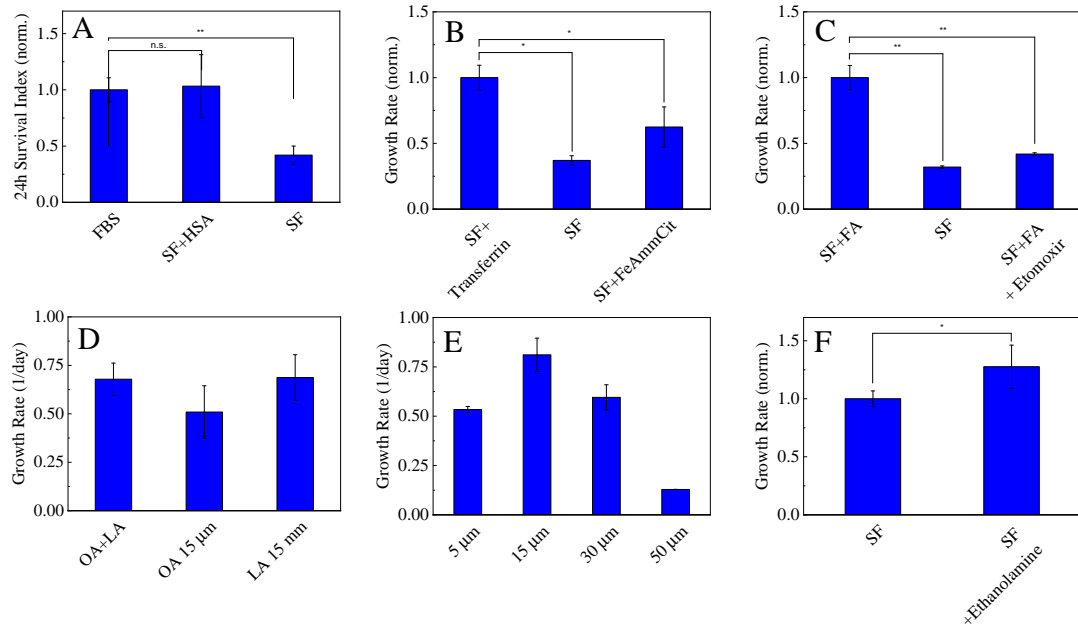 A
24h Survival Index (norm.)
1.0
0.5
0.0
n.s.
**
FBS
SF+HSA
SF
B
Growth Rate (norm.)
1.5
1.0
0.5
0.0
*
*
SF+
Transferrin
SF
SF+FeAmmCit
C
Growth Rate (norm.)
1.5
1.0
0.5
0.0
**
**
SF+FA
SF
SF+FA
+ Etomoxir
D
Growth Rate (1/day)
1.00
0.75
0.50
0.25
0.00
OA+LA
OA 15 μm
LA 15 mm
E
Growth Rate (1/day)
1.00
0.75
0.50
0.25
0.00
5 μm
15 μm
30 μm
50 μm
F
Growth Rate (norm.)
1.5
1.0
0.5
0.0
*
SF
SF
+Ethanolamine